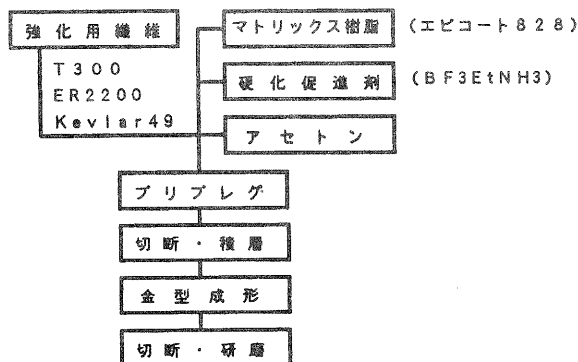 強化用繊維
T300
ER2200
Kevlar49
マトリックス樹脂 (エピコート828)
硬化促進剤 (BF3EtNH3)
アセトン
プリプレグ
切断・積層
金型成形
切断・研磨